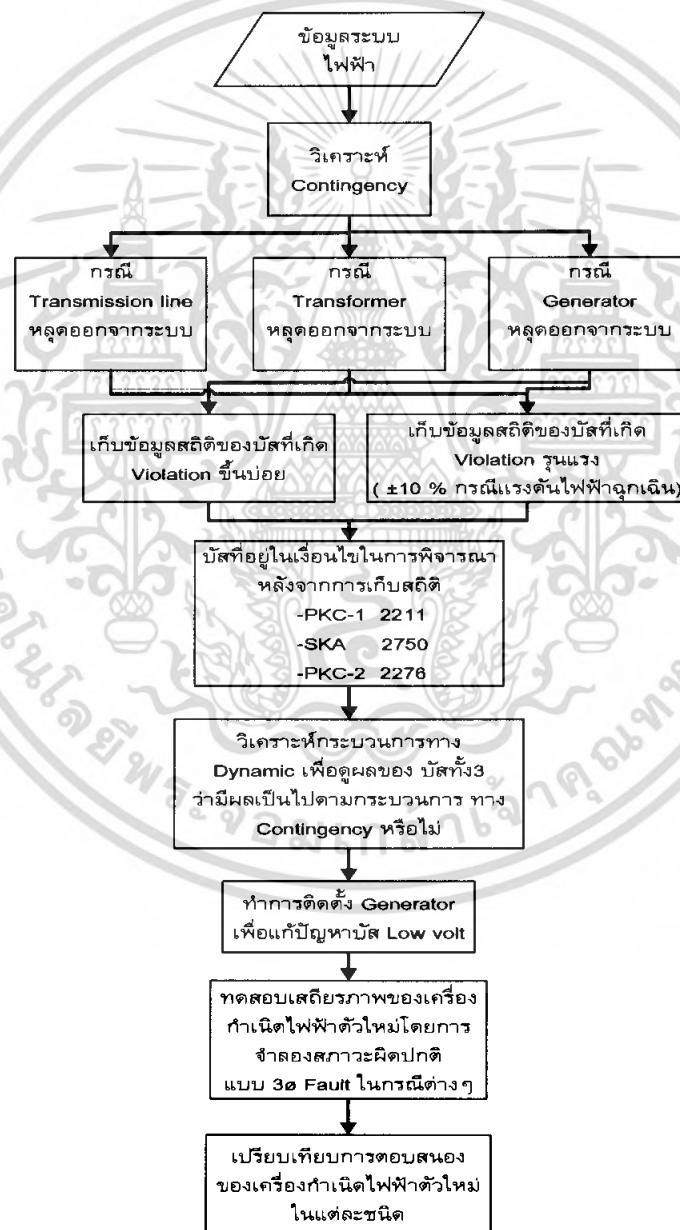 ข้อมูลระบบ
ไฟฟ้า
วิเคราะห์
Contingency
กรณี
Transmission line
หลุดออกจากระบบ
กรณี
Transformer
หลุดออกจากระบบ
กรณี
Generator
หลุดออกจากระบบ
เก็บข้อมูลสถิติของบัสที่เกิด
Violation ขึ้นบ่อย
เก็บข้อมูลสถิติของบัสที่เกิด
Violation รุนแรง
( ±10 % กรณีแรงดันไฟฟ้าฉุกเฉิน)
บัสที่อยู่ในเงื่อนไขในการพิจารณา
หลังจากการเก็บสถิติ
-PKC-1 2211
-SKA 2750
-PKC-2 2276
วิเคราะห์กระบวนการทาง
Dynamic เพื่อดูผลของ บัสทั้ง3
ว่ามีผลเป็นไปตามกระบวนการ ทาง
Contingency หรือไม่
ทำการติดตั้ง Generator
เพื่อแก้ปัญหาบัส Low volt
ทดสอบเสถียรภาพของเครื่อง
กำเนิดไฟฟ้าตัวใหม่โดยการ
จำลองสภาวะผิดปกติ
แบบ 3ø Fault ในกรณีต่างๆ
เปรียบเทียบการตอบสนอง
ของเครื่องกำเนิดไฟฟ้าตัวใหม่
ในแต่ละชนิด